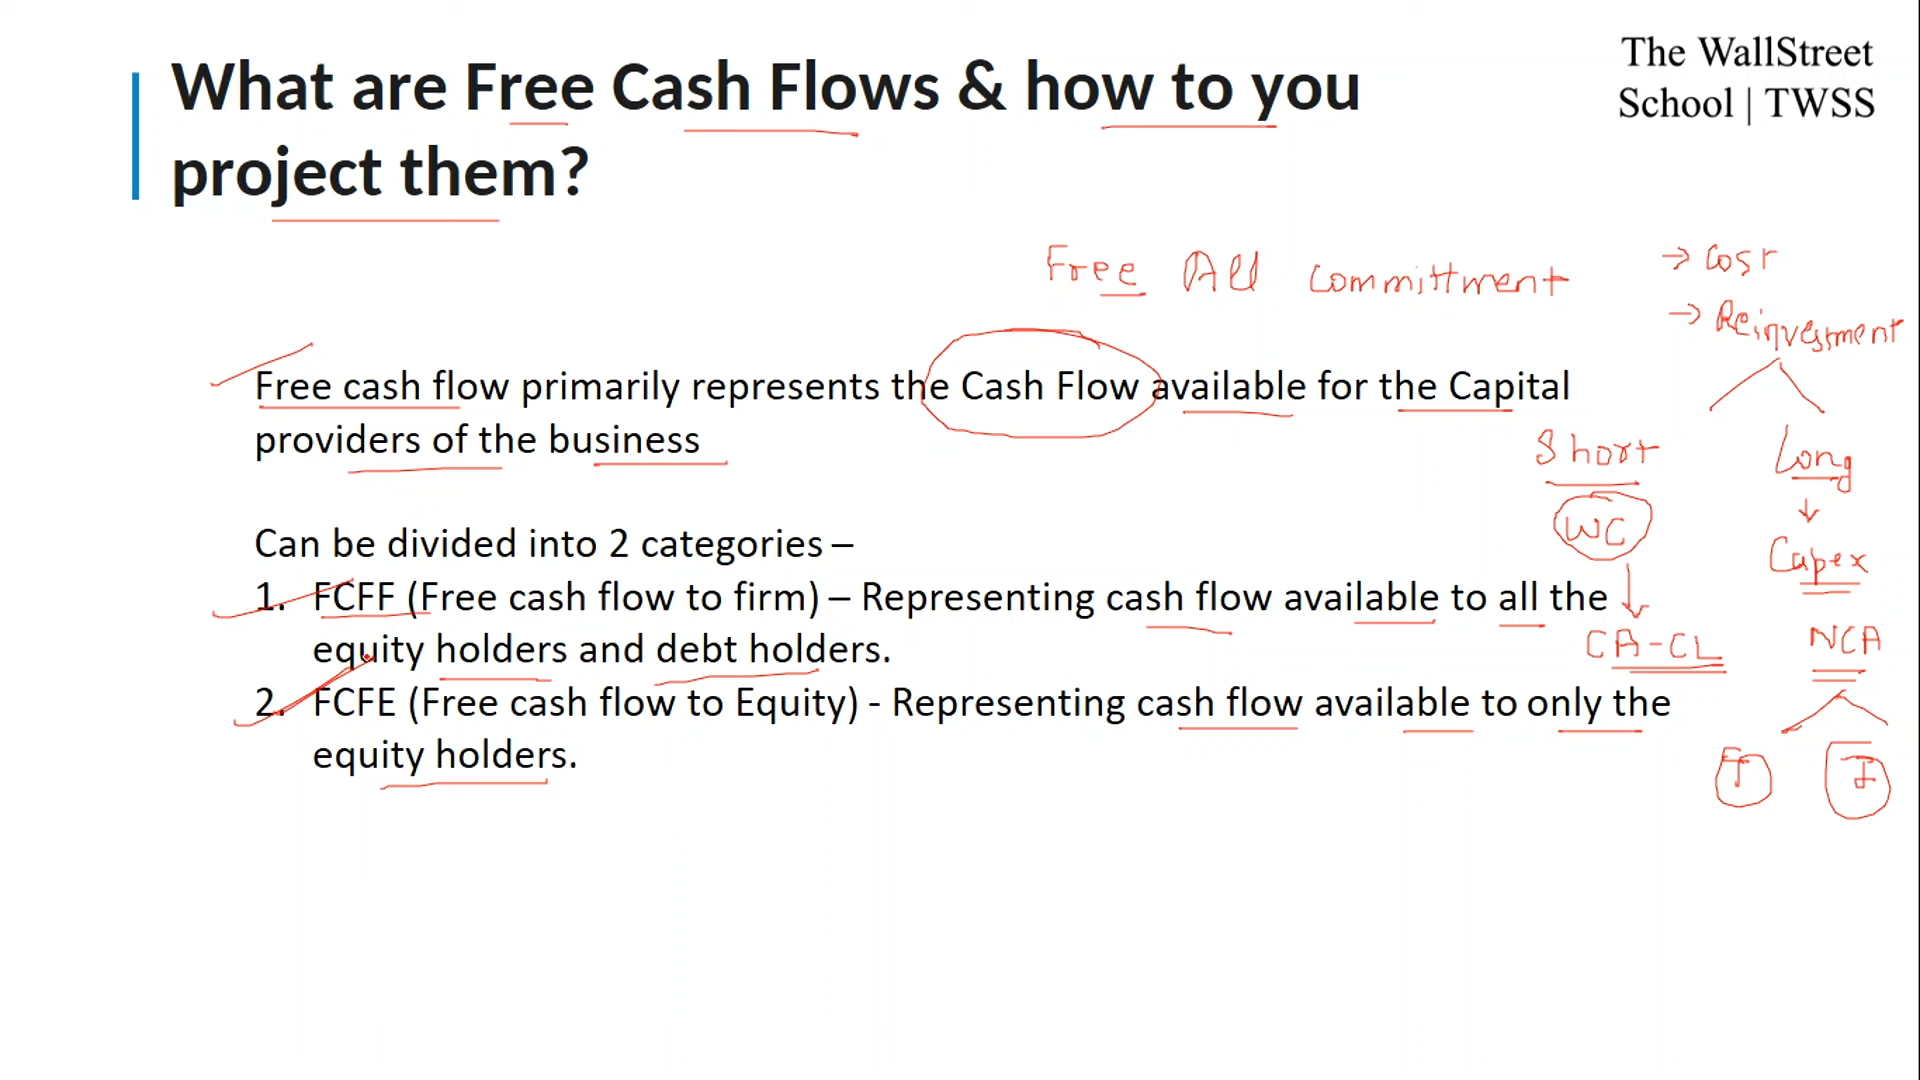 What are Free Cash Flows & how to you
project them?
The WallStreet
School | TWSS
Free All Committment
→ Cost
→ Reinvestment
Free cash flow primarily represents the Cash Flow available for the Capital
providers of the business
Short
Long
WC
Capex
Can be divided into 2 categories –
1. FCFF (Free cash flow to firm) – Representing cash flow available to all the
equity holders and debt holders.
CA-CL
NCA
2. FCFE (Free cash flow to Equity) - Representing cash flow available to only the
equity holders.
T
I